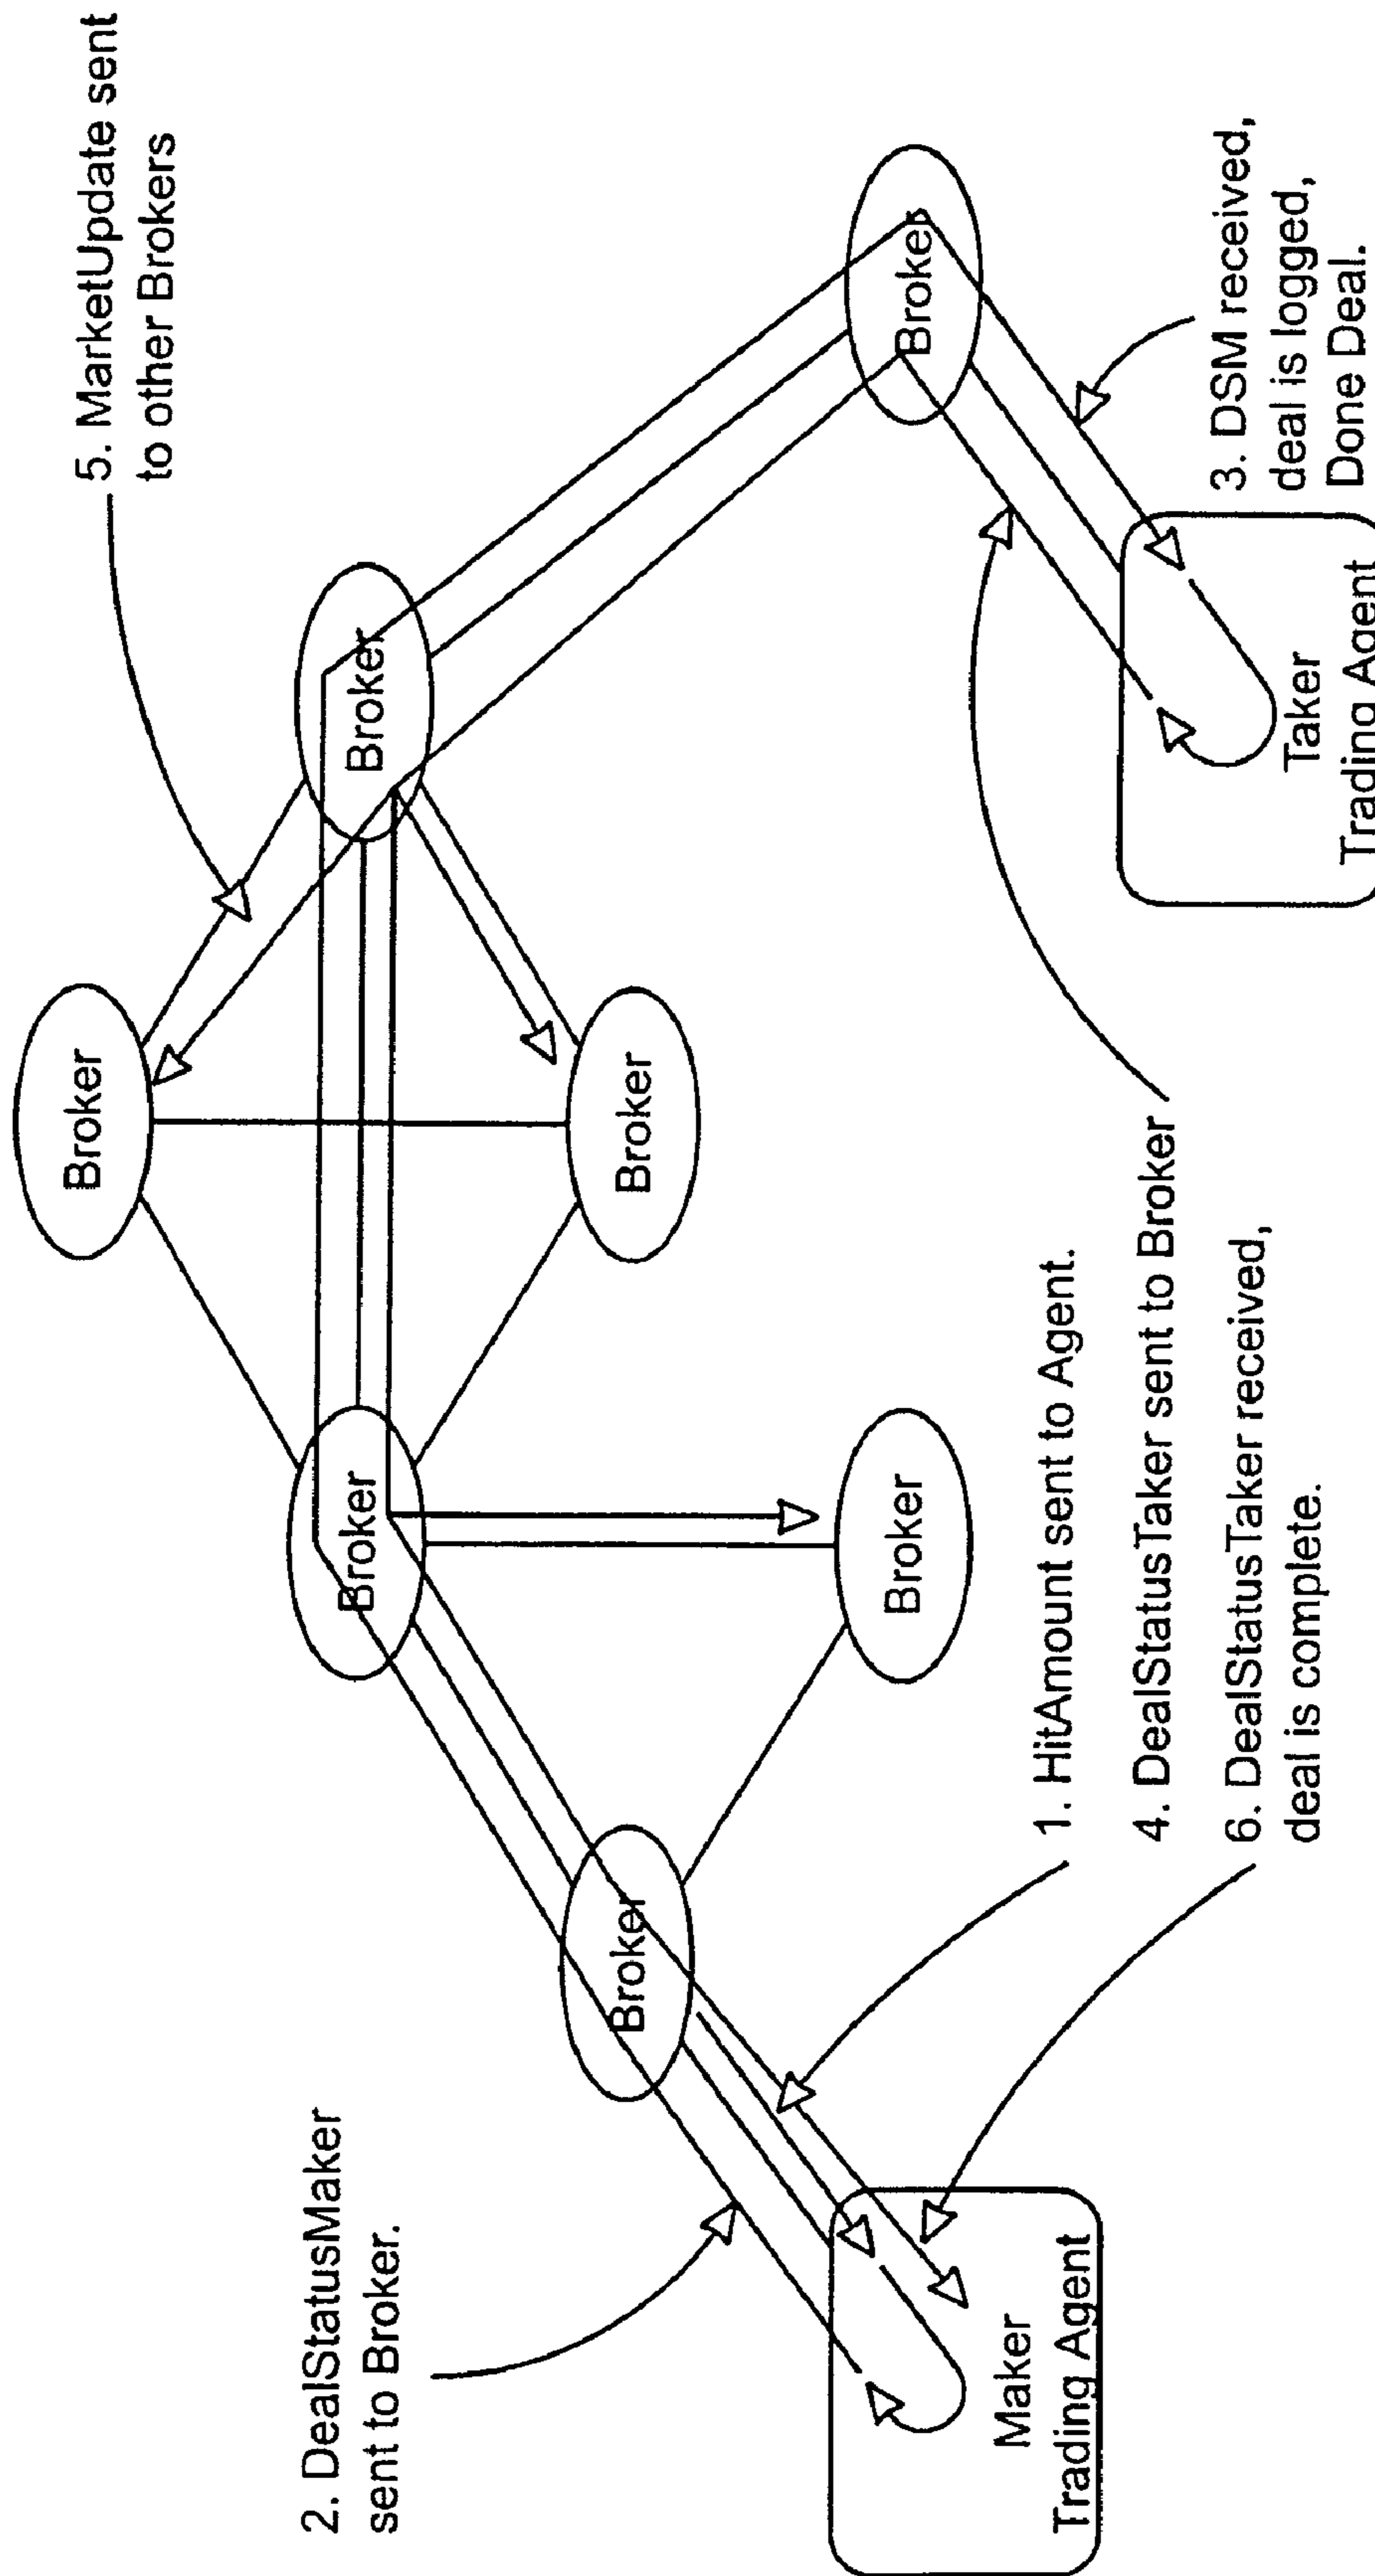 5. MarketUpdate sent
to other Brokers
2. DealStatusMaker
sent to Broker.
Broker
Broker
Broker
Broker
Broker
Broker
Broker
Maker
Trading Agent
1. HitAmount sent to Agent.
4. DealStatusTaker sent to Broker
6. DealStatusTaker received,
deal is complete.
Taker
Trading Agent
3. DSM received,
deal is logged,
Done Deal.